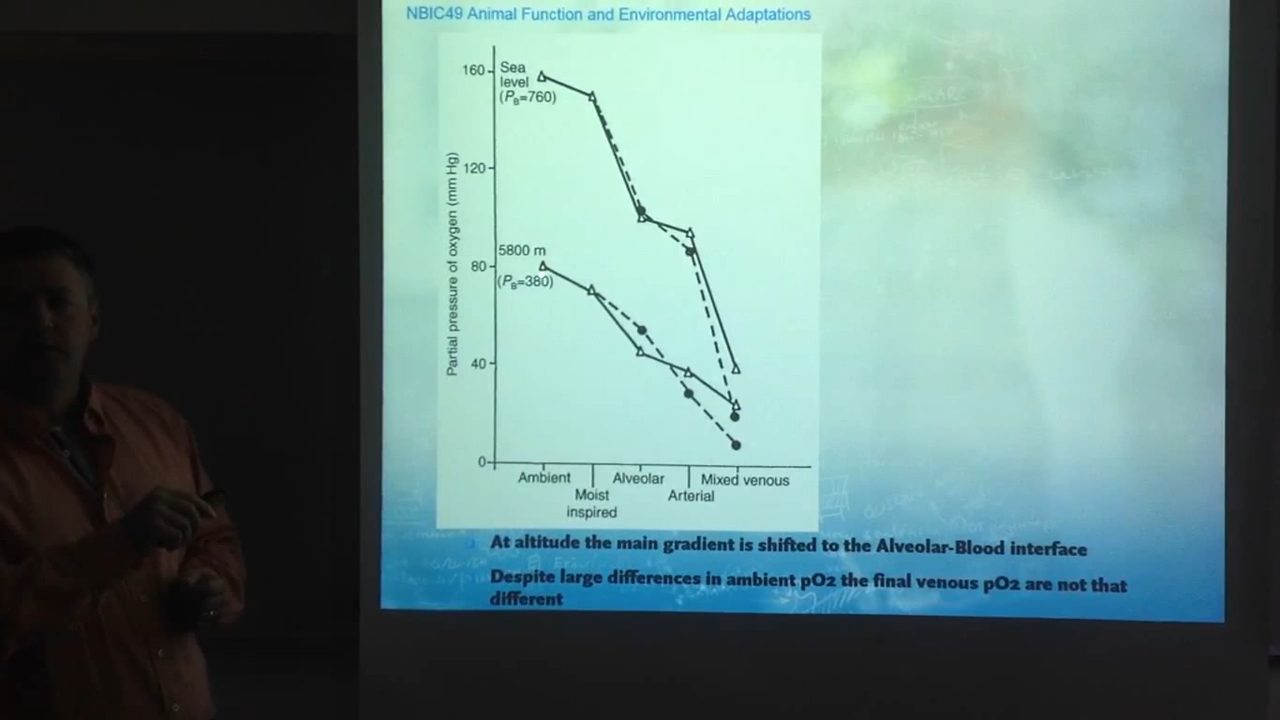 NBIC49 Animal Function and Environmental Adaptations
160
Sea
level
(PB=760)
120
5800 m
80
(PB=380)
40
0
Partial pressure of oxygen (mm Hg)
Ambient
Alveolar
Mixed venous
Moist
Arterial
inspired
At altitude the main gradient is shifted to the Alveolar-Blood interface
Despite large differences in ambient pO2 the final venous pO2 are not that
different